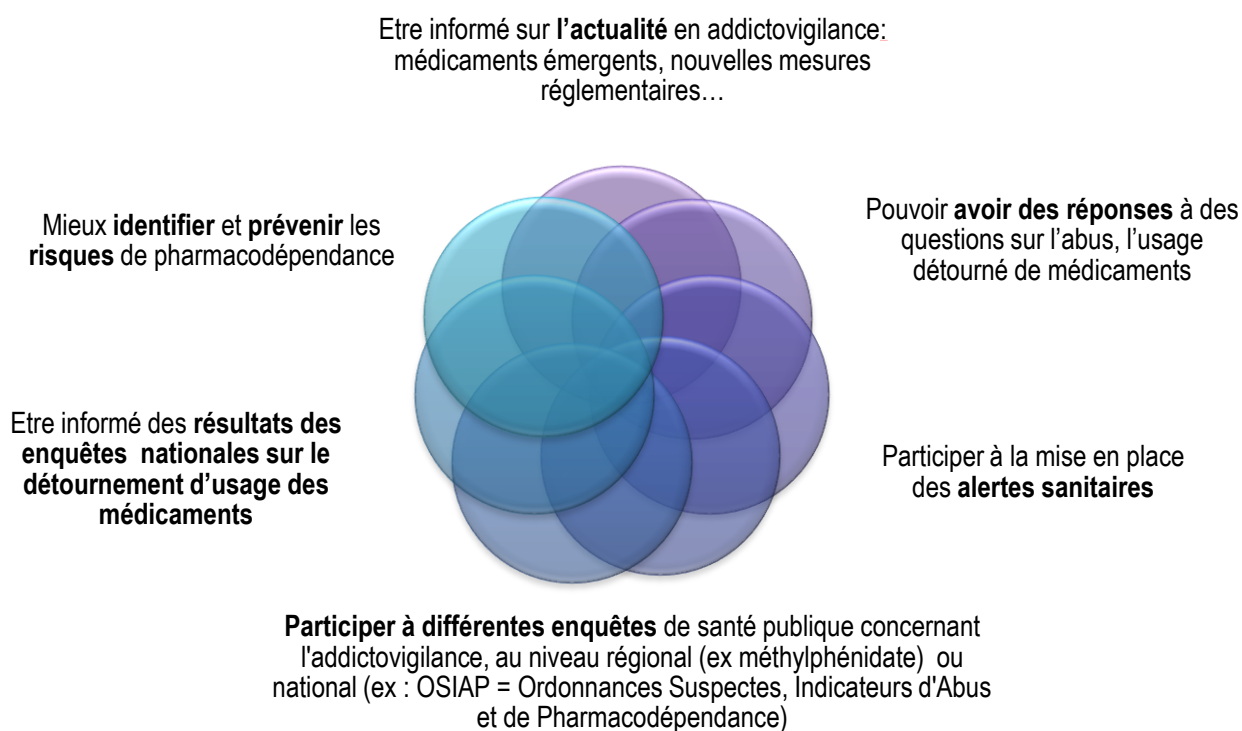 Etre informé sur l'actualité en addictovigilance:
médicaments émergents, nouvelles mesures
réglementaires…
Mieux identifier et prévenir les
risques de pharmacodépendance
Pouvoir avoir des réponses à des
questions sur l'abus, l'usage
détourné de médicaments
Etre informé des résultats des
enquêtes nationales sur le
détournement d'usage des
médicaments
Participer à la mise en place
des alertes sanitaires
Participer à différentes enquêtes de santé publique concernant
l'addictovigilance, au niveau régional (ex méthylphénidate) ou
national (ex : OSIAP = Ordonnances Suspectes, Indicateurs d'Abus
et de Pharmacodépendance)